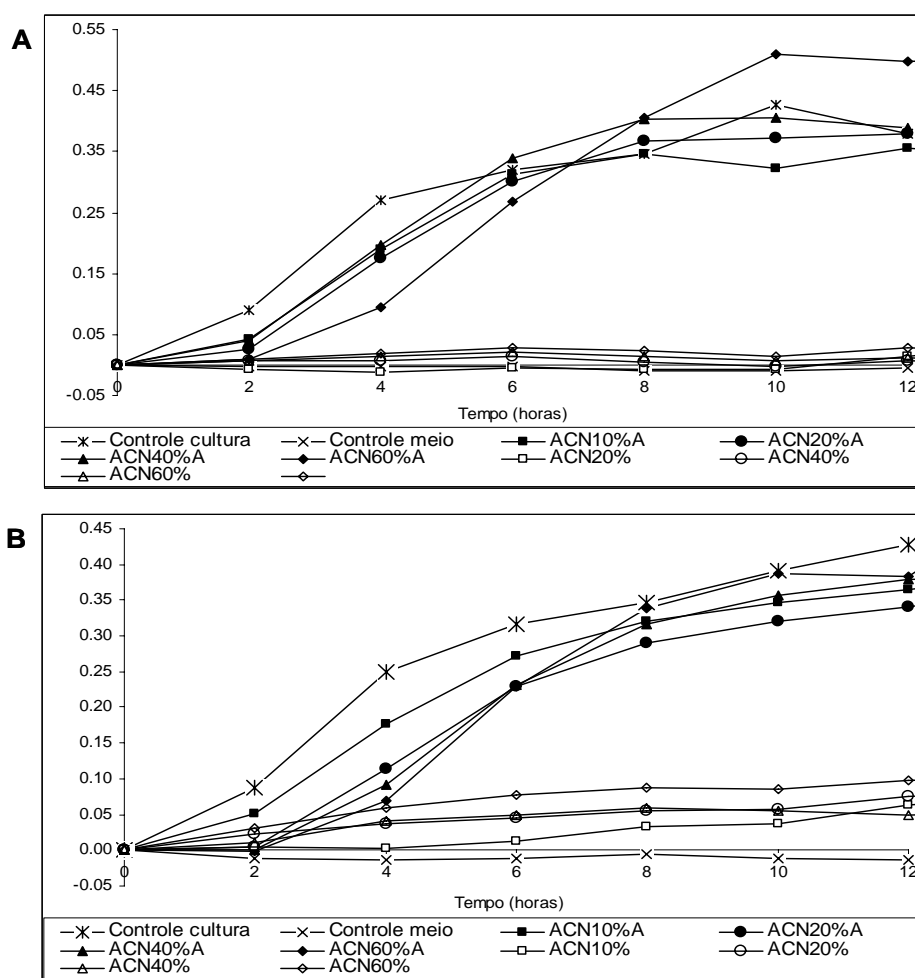 A
0.55
0.45
0.35
0.25
0.15
0.05
-0.05
0 2 4 6 8 10 12
Tempo (horas)
Controle cultura Controle meio ACN10%A ACN20%A
ACN40%A ACN60%A ACN20% ACN40%
ACN60%
B
0.45
0.40
0.35
0.30
0.25
0.20
0.15
0.10
0.05
0.00
-0.05
0 2 4 6 8 10 12
Tempo (horas)
Controle cultura Controle meio ACN10%A ACN20%A
ACN40%A ACN60%A ACN10% ACN20%
ACN40% ACN60%